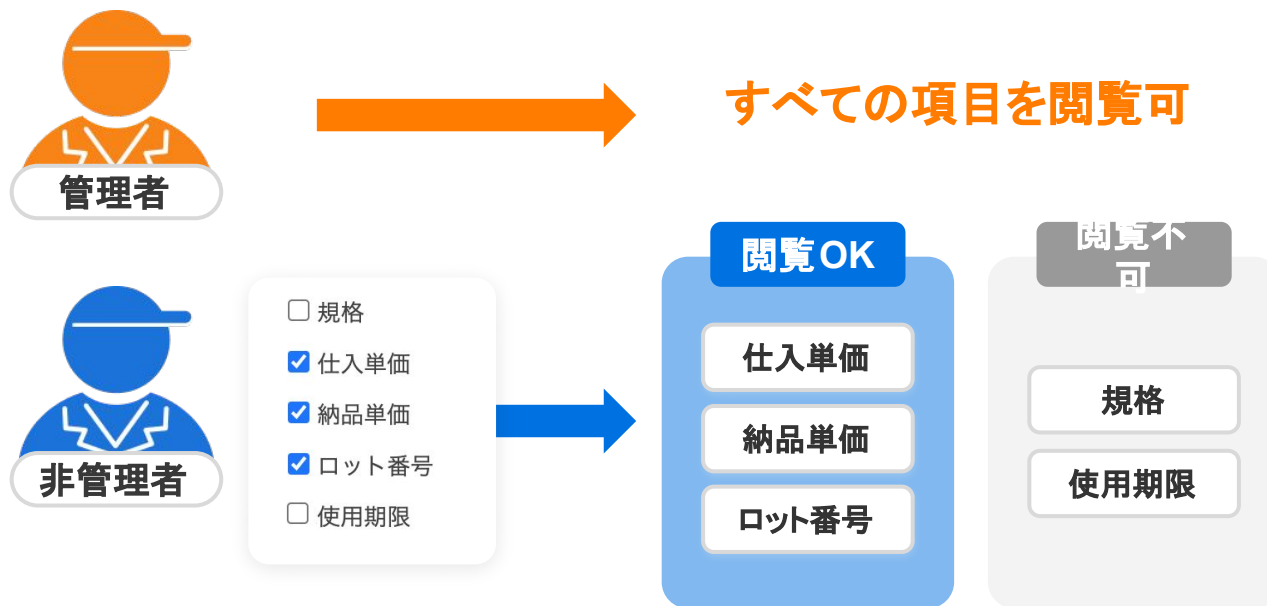 すべての項目を閲覧可
管理者
閲覧OK
閲覧不
可
規格
仕入単価
納品単価
ロット番号
使用期限
非管理者
仕入単価
納品単価
ロット番号
規格
使用期限